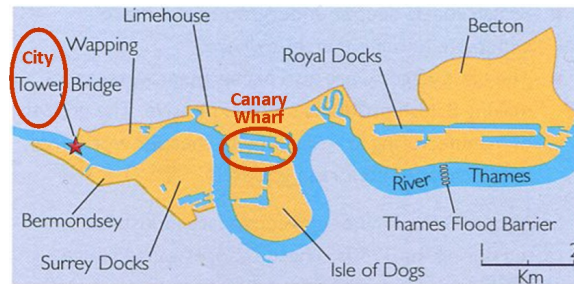 Limehouse
Becton
City
Wapping
Royal Docks
Tower Bridge
Canary
Wharf
River Thames
Bermondsey
Thames Flood Barrier
Surrey Docks
Isle of Dogs
2
Km